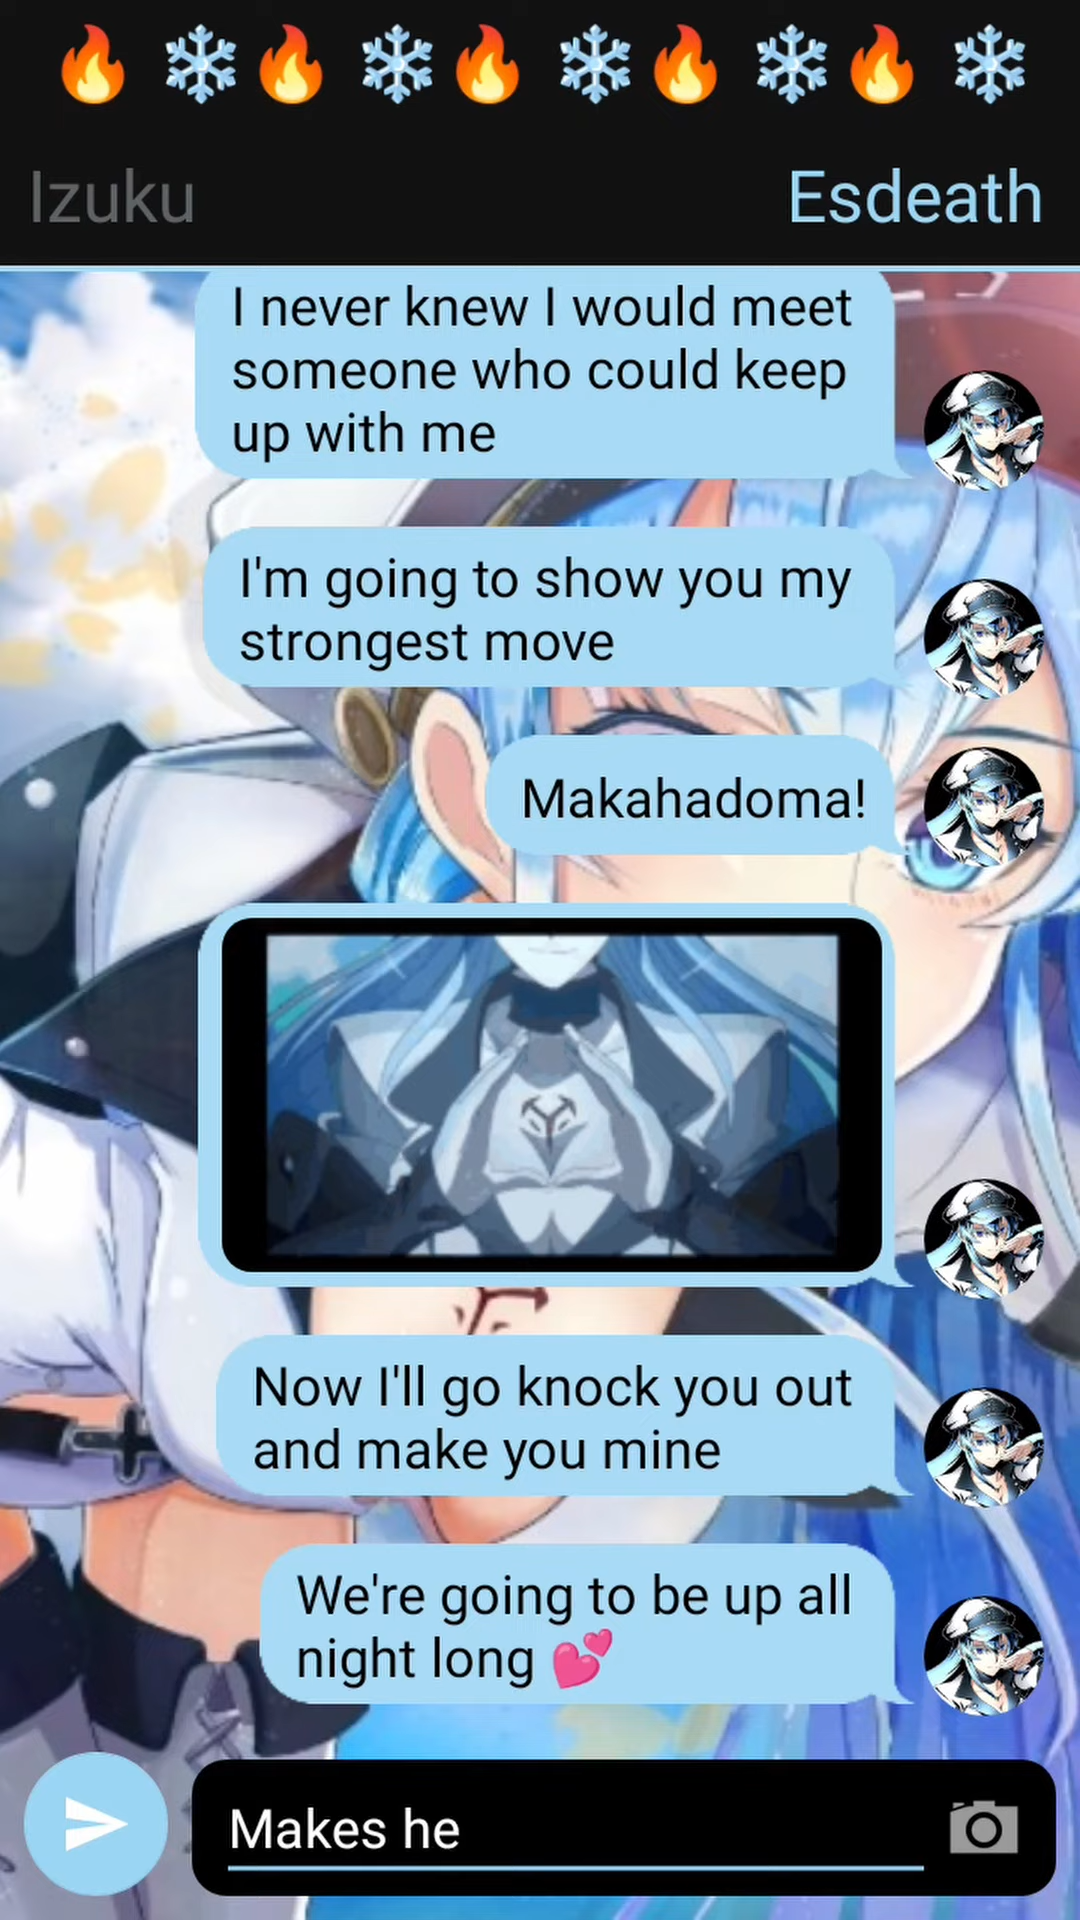 🔥 ❄️🔥 ❄️🔥 ❄️🔥 ❄️🔥 ❄️
Izuku
Esdeath
I never knew I would meet
someone who could keep
up with me
I'm going to show you my
strongest move
Makahadoma!
Now I'll go knock you out
and make you mine
We're going to be up all
night long 💕
Makes he